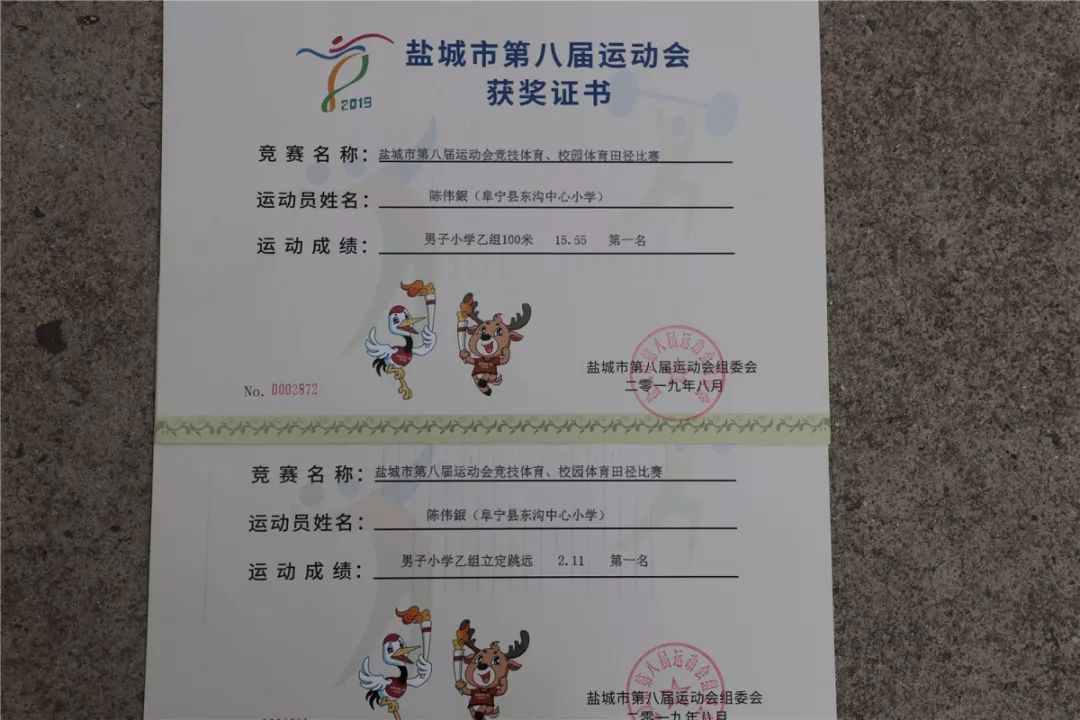 2019
盐城市第八届运动会
获奖证书
竞赛名称：盐城市第八届运动会竞技体育、校园体育田径比赛
运动员姓名：陈伟鋠（阜宁县东沟中心小学）
运动成绩：男子小学乙组100米 15.55 第一名
盐城市第八届运动会组委会
二零一九年八月
No. 0002873
竞赛名称：盐城市第八届运动会竞技体育、校园体育田径比赛
运动员姓名：陈伟鋠（阜宁县东沟中心小学）
运动成绩：男子小学乙组立定跳远 2.11 第一名
盐城市第八届运动会组委会
二零一九年八月